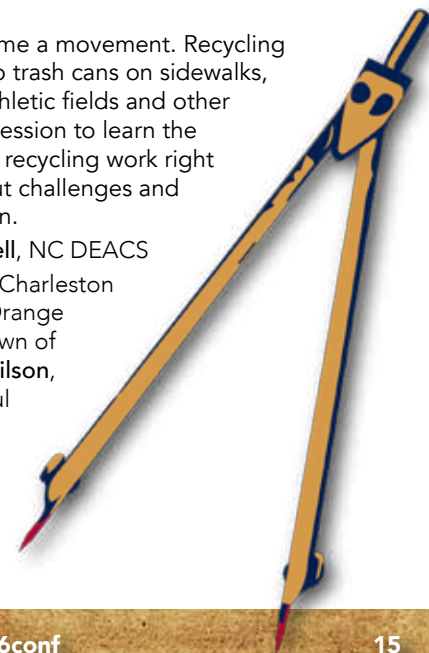 me a movement. Recycling
trash cans on sidewalks,
hletic fields and other
ession to learn the
recycling work right
ut challenges and
n.
ell, NC DEACS
Charleston
range
wn of
ilson,
ul
6conf
15